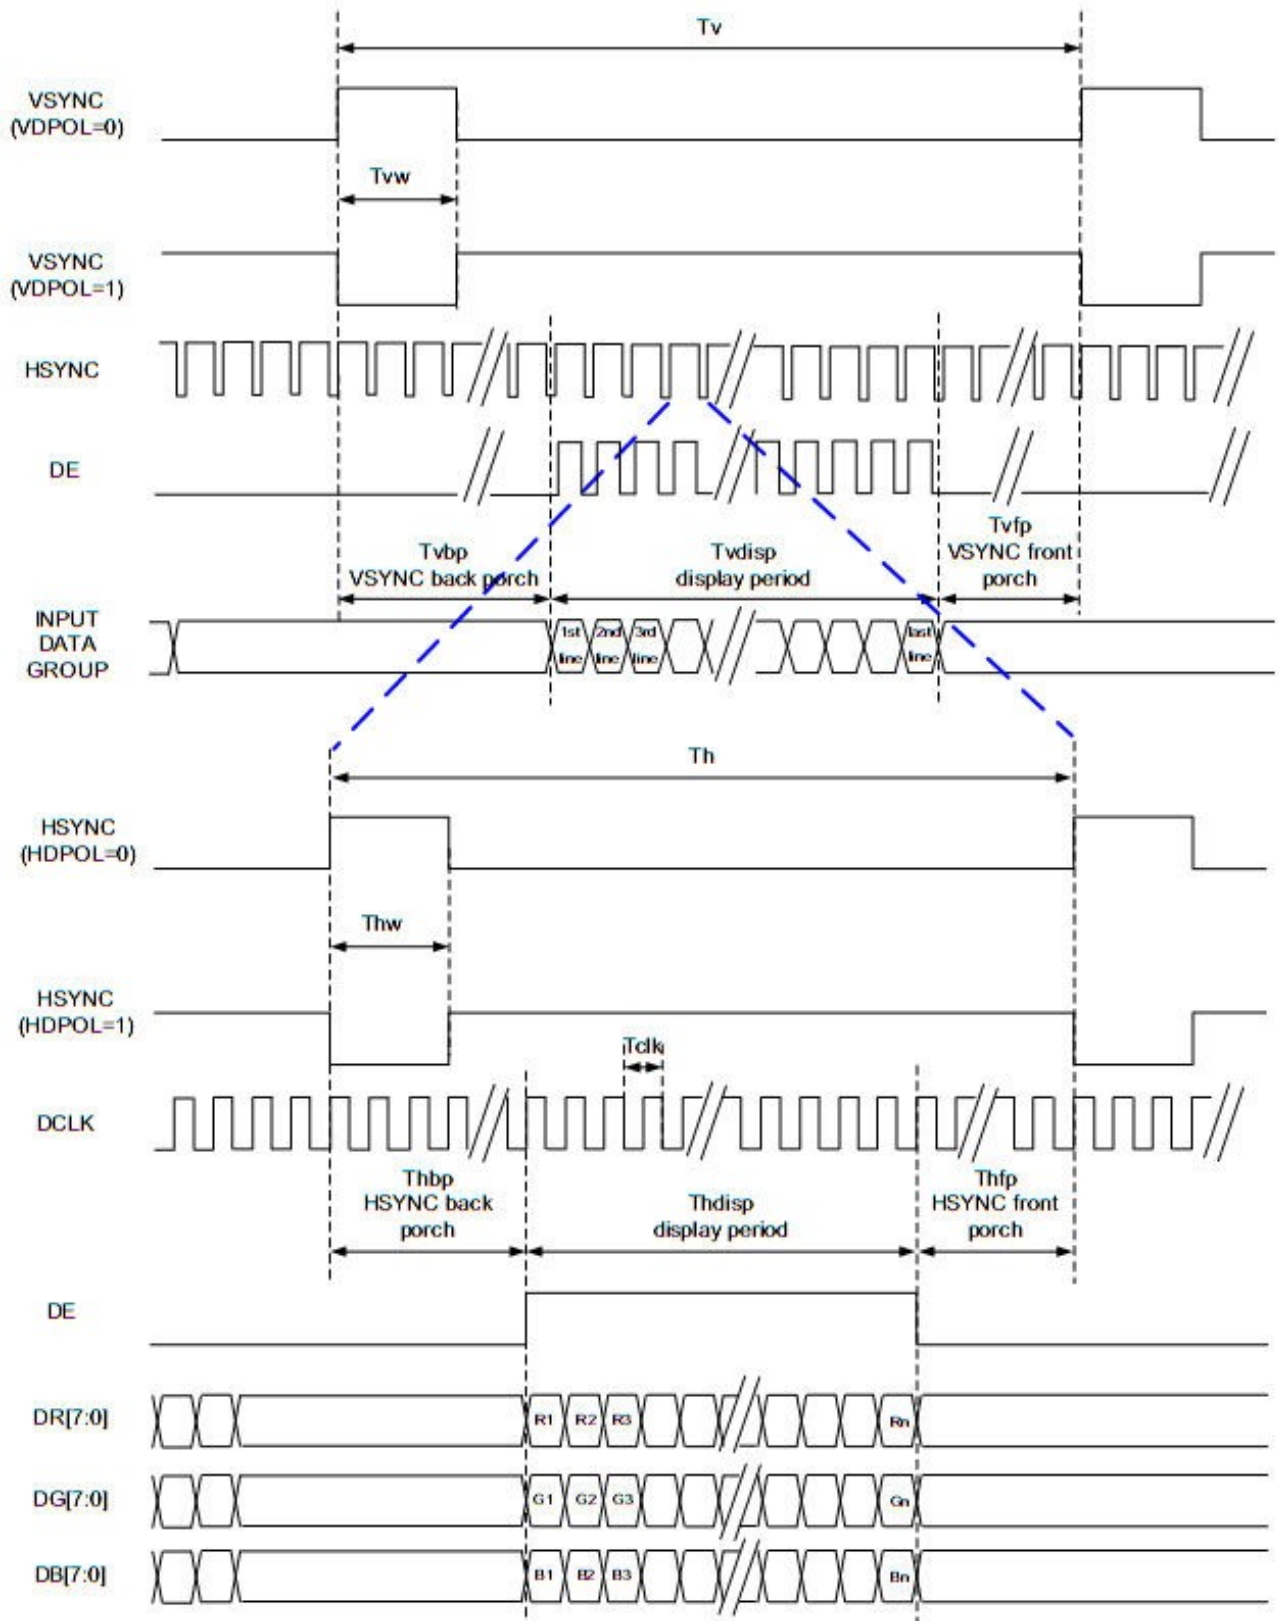 Tv
VSYNC
(VDPOL=0)
Tvw
VSYNC
(VDPOL=1)
HSYNC
DE
Tvbp
VSYNC back porch
Tvdisp
display period
Tvfp
VSYNC front
porch
INPUT
DATA
GROUP
1st
line
2nd
line
3rd
line
last
line
Th
HSYNC
(HDPOL=0)
Thw
HSYNC
(HDPOL=1)
Tclk
DCLK
Thbp
HSYNC back
porch
Thdisp
display period
Thfp
HSYNC front
porch
DE
DR[7:0]
R1 R2 R3 Rn
DG[7:0]
G1 G2 G3 Gn
DB[7:0]
B1 B2 B3 Bn